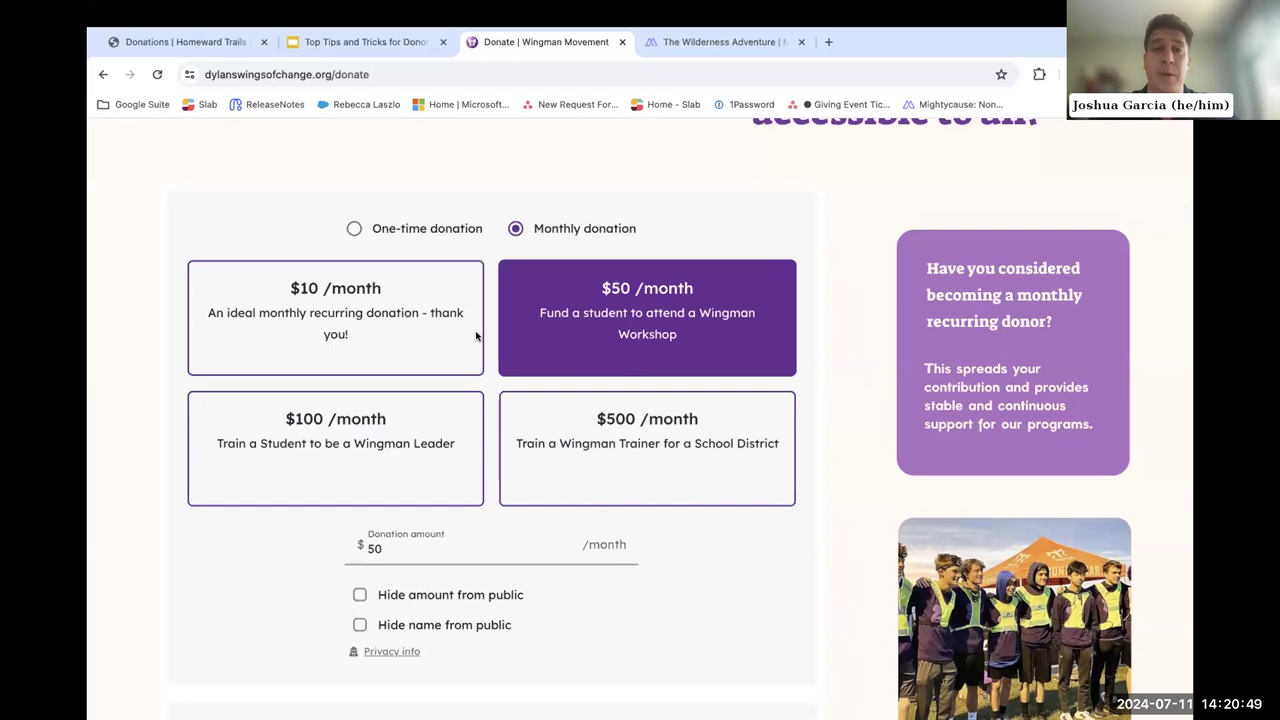 Donations | Homeward Trails
Top Tips and Tricks for Donor
Donate | Wingman Movement
The Wilderness Adventure |
dylanswingsofchange.org/donate
Google Suite
Slab
ReleaseNotes
Rebecca Laszlo
Home | Microsoft...
New Request For...
Home - Slab
1Password
Giving Event Tic...
Mightycause: Non...
Joshua Garcia (he/him)
accessible to all?
One-time donation
Monthly donation
$10 /month
An ideal monthly recurring donation - thank
you!
$50 /month
Fund a student to attend a Wingman
Workshop
$100 /month
Train a Student to be a Wingman Leader
$500 /month
Train a Wingman Trainer for a School District
Donation amount
$ 50 /month
Hide amount from public
Hide name from public
Privacy info
Have you considered
becoming a monthly
recurring donor?
This spreads your
contribution and provides
stable and continuous
support for our programs.
2024-07-11 14:20:49